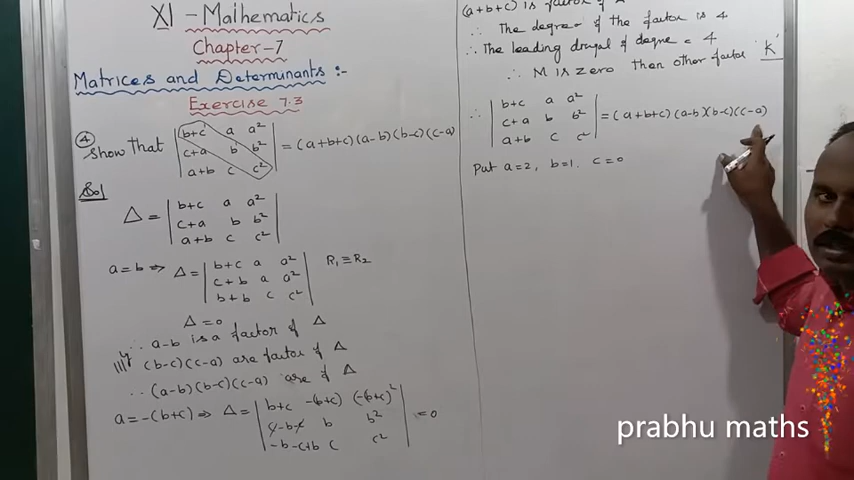 XI - Mathematics
Chapter-7
Matrices and Determinants :-
Exercise 7.3
④ show that | b+c a a² | = (a+b+c)(a-b)(b-c)(c-a)
c+a b b²
a+b c c²
Sol
Δ = | b+c a a² |
c+a b b²
a+b c c²
a=b ⇒ Δ = | b+c a a² | R₁≡R₂
c+b a a²
b+b c c²
Δ=0
∴ a-b is a factor of Δ
lllly (b-c)(c-a) are factor of Δ
∴ (a-b)(b-c)(c-a) are of Δ
a=-(b+c) ⇒ Δ = | b+c -(b+c) (-(b+c))² | =0
c-b-c b b²
-b-c+b c c²
(a+b+c) is factor of Δ
∴ The degree of the factor is 4
∴ The leading of degree = 4
∴ M is zero then other factor 'K'
∴ | b+c a a² | = (a+b+c)(a-b)(b-c)(c-a)
c+a b b²
a+b c c²
Put a=2, b=1, c=0
prabhu maths